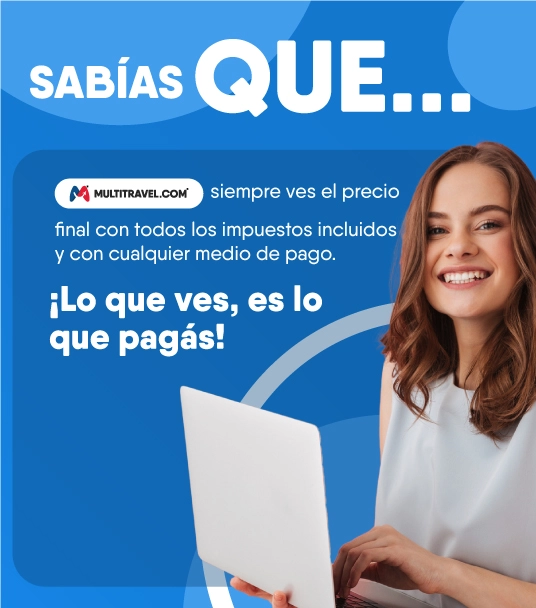 SABÍAS QUE...
MULTITRAVEL.COM siempre ves el precio
final con todos los impuestos incluidos
y con cualquier medio de pago.
¡Lo que ves, es lo
que pagás!